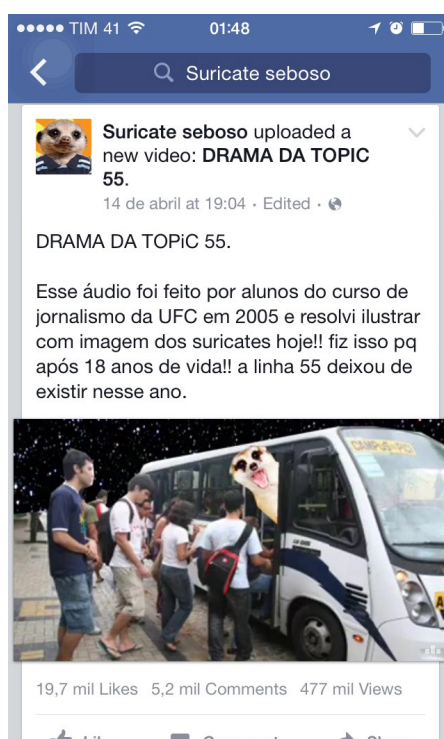 TIM 41 01:48
Suricate seboso
Suricate seboso uploaded a
new video: DRAMA DA TOPIC
55.
14 de abril at 19:04 · Edited ·
DRAMA DA TOPiC 55.
Esse áudio foi feito por alunos do curso de
jornalismo da UFC em 2005 e resolvi ilustrar
com imagem dos suricates hoje!! fiz isso pq
após 18 anos de vida!! a linha 55 deixou de
existir nesse ano.
19,7 mil Likes 5,2 mil Comments 477 mil Views